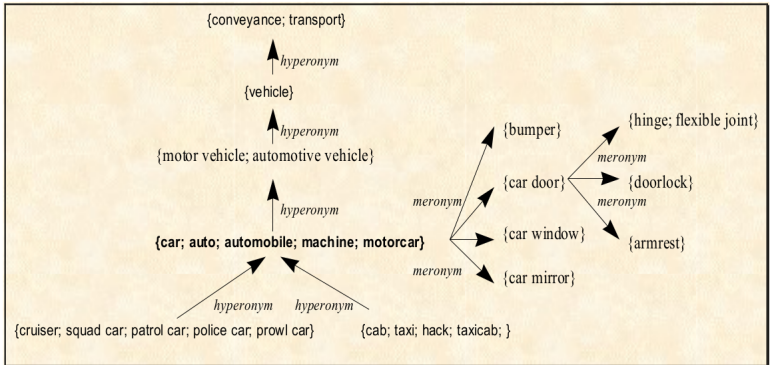 {conveyance; transport}
hyperonym
{vehicle}
hyperonym
{motor vehicle; automotive vehicle}
hyperonym
{car; auto; automobile; machine; motorcar}
hyperonym hyperonym
{cruiser; squad car; patrol car; police car; prowl car}
{cab; taxi; hack; taxicab; }
meronym
meronym
{bumper}
{car door}
{car window}
{car mirror}
meronym
meronym
{hinge; flexible joint}
{doorlock}
{armrest}